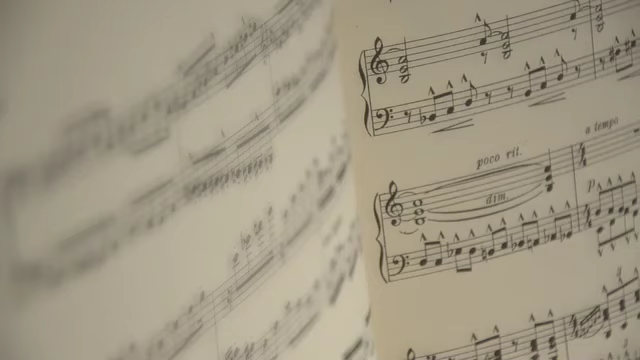 a tempo
poco rit.
dim.
p